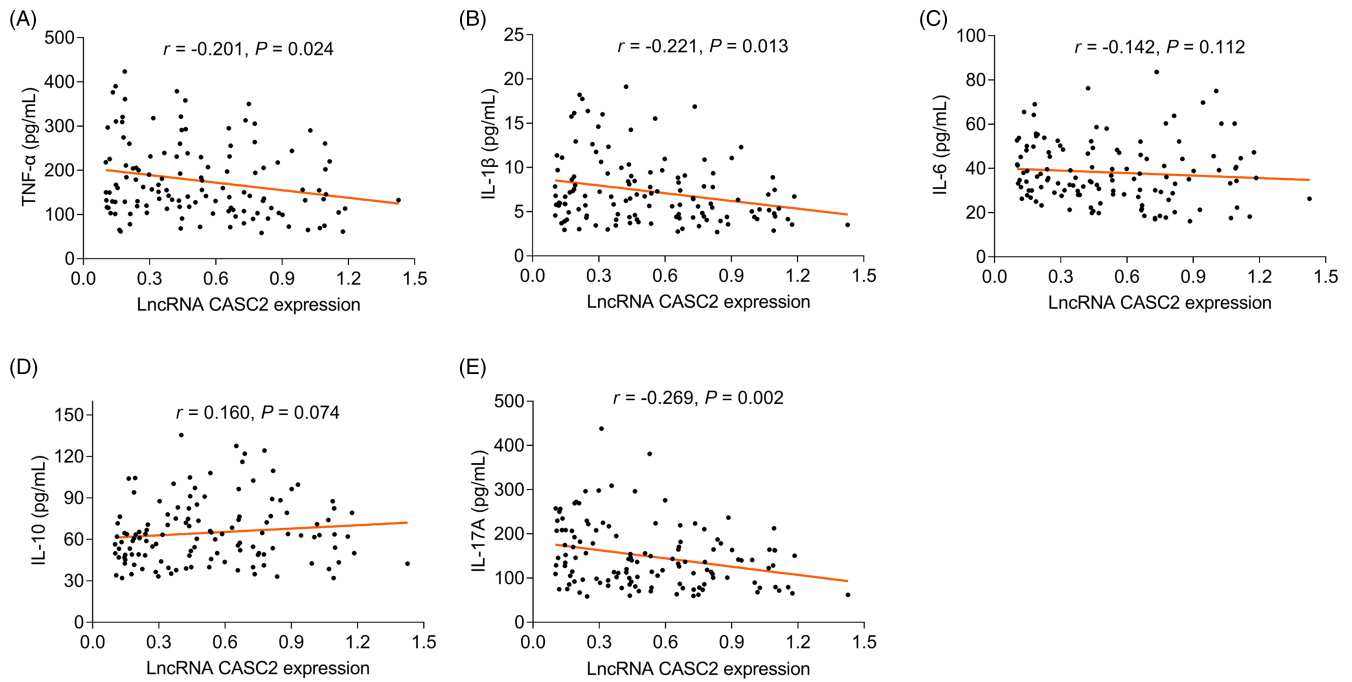 (A)
r = -0.201, P = 0.024
TNF-α (pg/mL)
500
400
300
200
100
0
0.0 0.3 0.6 0.9 1.2 1.5
LncRNA CASC2 expression
(B)
r = -0.221, P = 0.013
IL-1β (pg/mL)
25
20
15
10
5
0
0.0 0.3 0.6 0.9 1.2 1.5
LncRNA CASC2 expression
(C)
r = -0.142, P = 0.112
IL-6 (pg/mL)
100
80
60
40
20
0
0.0 0.3 0.6 0.9 1.2 1.5
LncRNA CASC2 expression
(D)
r = 0.160, P = 0.074
IL-10 (pg/mL)
150
120
90
60
30
0
0.0 0.3 0.6 0.9 1.2 1.5
LncRNA CASC2 expression
(E)
r = -0.269, P = 0.002
IL-17A (pg/mL)
500
400
300
200
100
0
0.0 0.3 0.6 0.9 1.2 1.5
LncRNA CASC2 expression